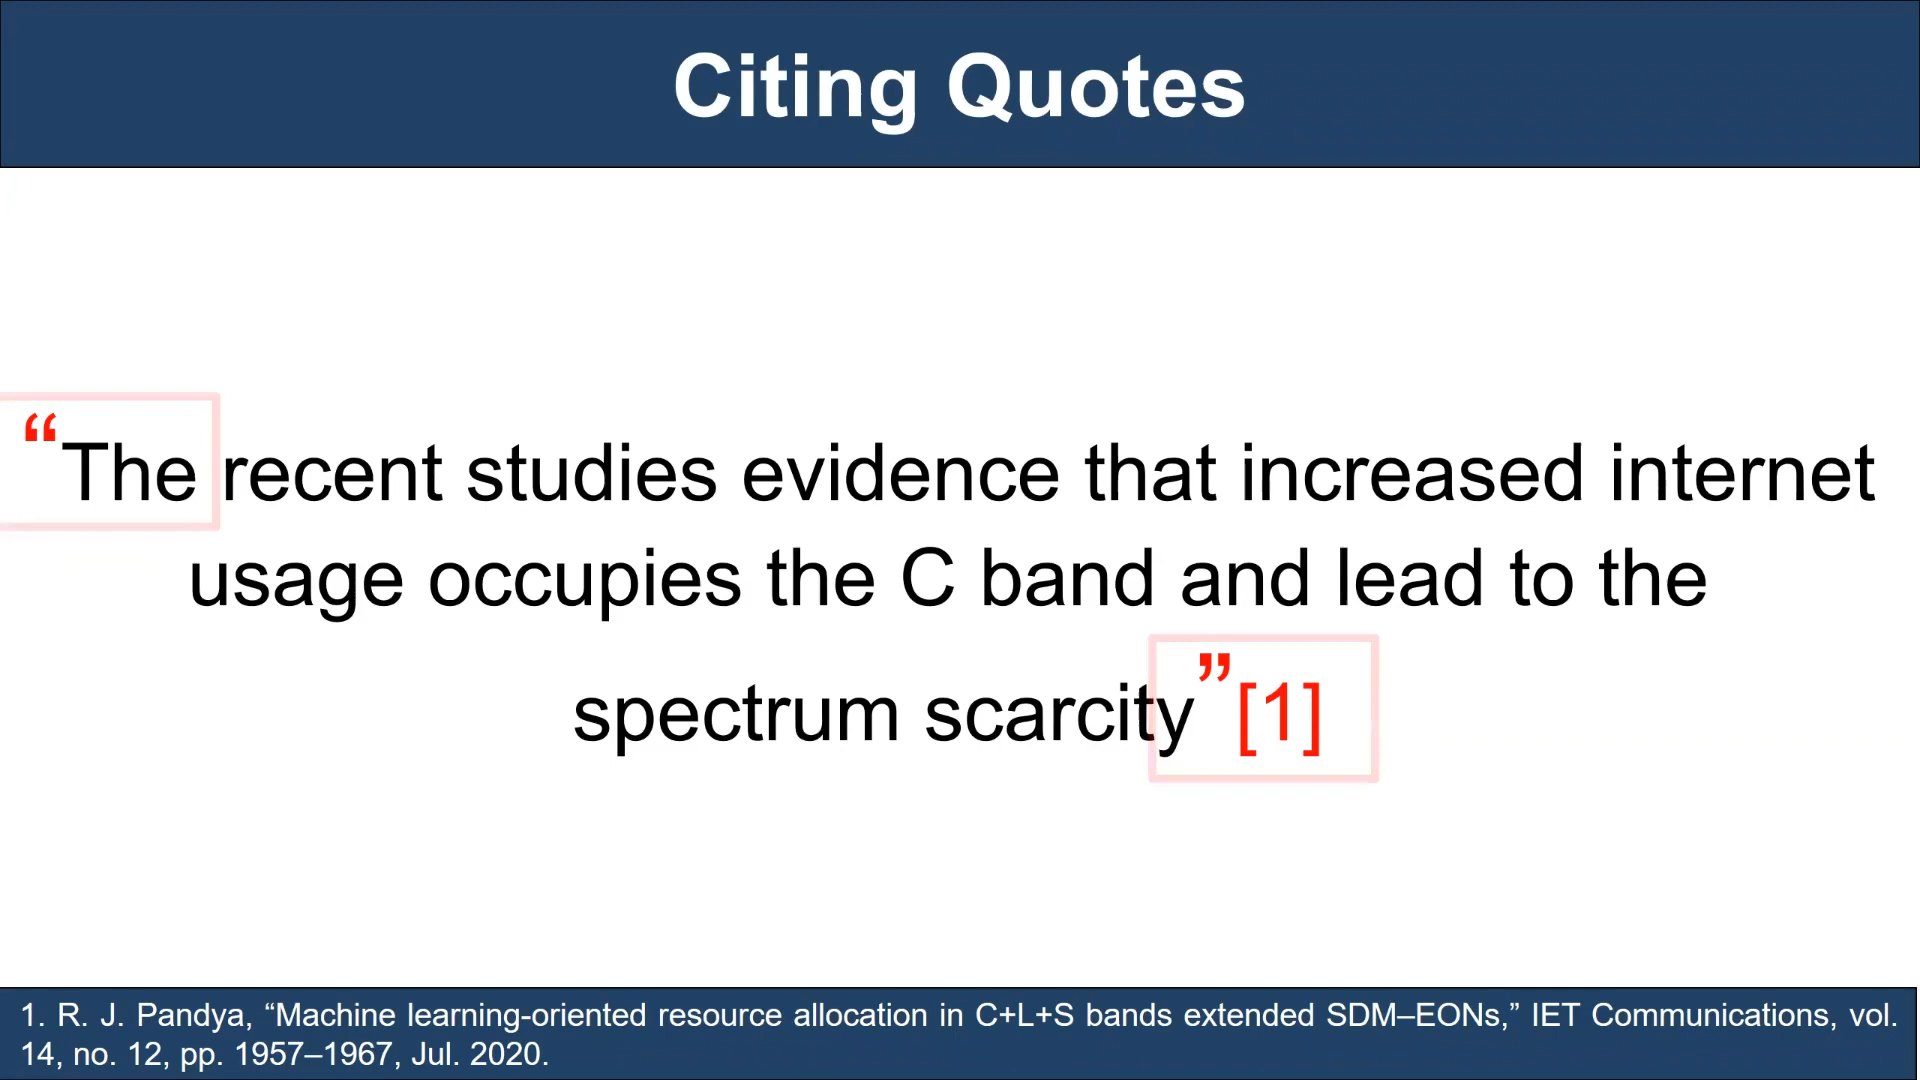 Citing Quotes
“The recent studies evidence that increased internet
usage occupies the C band and lead to the
spectrum scarcity”[1]
1. R. J. Pandya, “Machine learning-oriented resource allocation in C+L+S bands extended SDM–EONs,” IET Communications, vol.
14, no. 12, pp. 1957–1967, Jul. 2020.